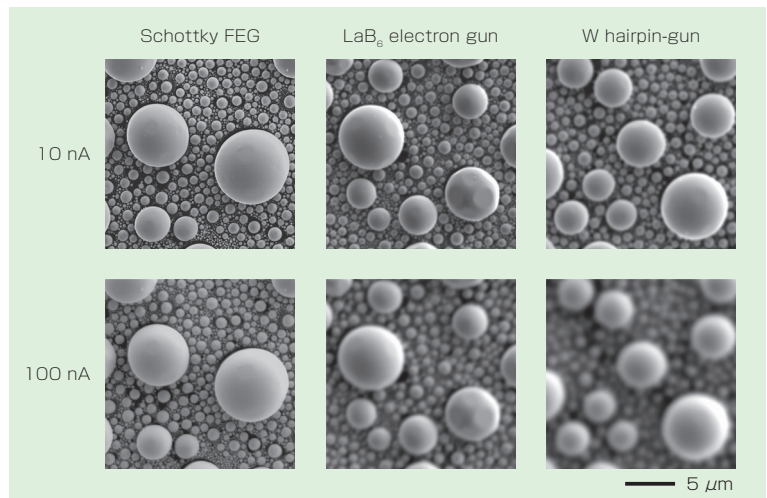 Schottky FEG
LaB₆ electron gun
W hairpin-gun
10 nA
100 nA
5 μm